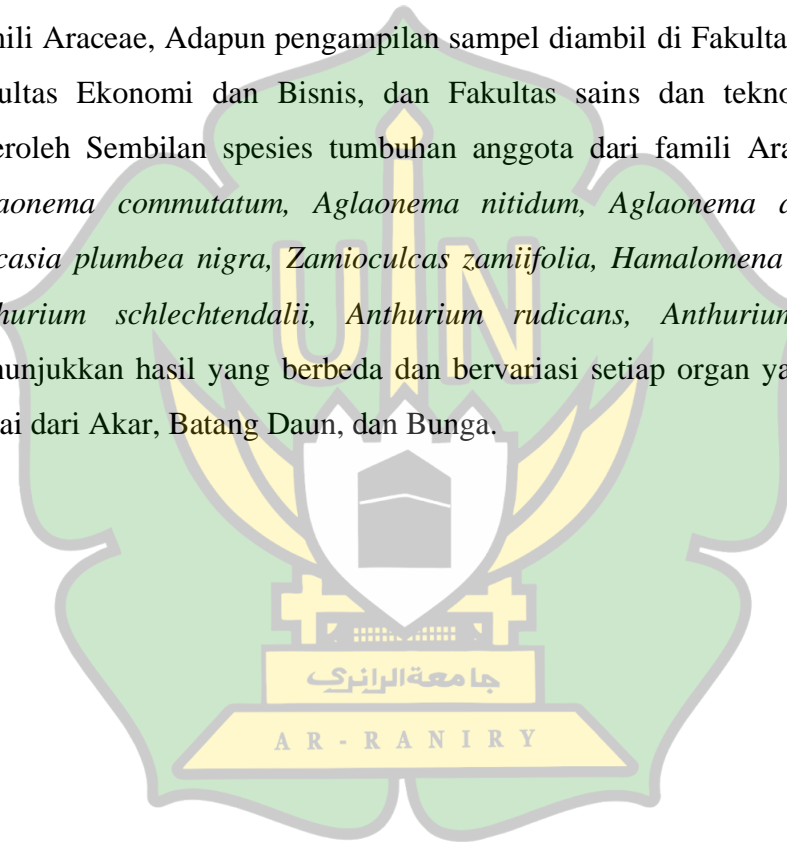 mili Araceae, Adapun pengampilan sampel diambil di Fakulta
ultas Ekonomi dan Bisnis, dan Fakultas sains dan tekno
eroleh Sembilan spesies tumbuhan anggota dari famili Ara
aonema commutatum, Aglaonema nitidum, Aglaonema a
casia plumbea nigra, Zamioculcas zamiifolia, Hamalomena
hurium schlechtendalii, Anthurium rudicans, Anthurium
nunjukkan hasil yang berbeda dan bervariasi setiap organ ya
ai dari Akar, Batang Daun, dan Bunga.
UIN
جامعة الرانري
AR-RANIRY